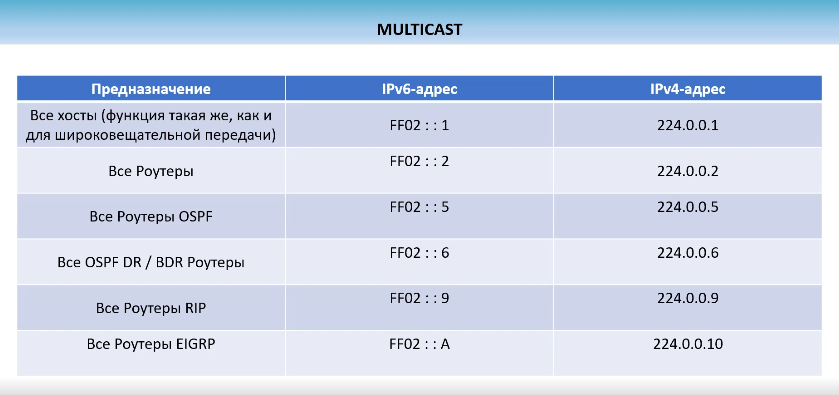 MULTICAST
Предназначение IPv6-адрес IPv4-адрес
Все хосты (функция такая же, как и
для широковещательной передачи)
FF02 : : 1 224.0.0.1
Все Роутеры FF02 : : 2 224.0.0.2
Все Роутеры OSPF FF02 : : 5 224.0.0.5
Все OSPF DR / BDR Роутеры FF02 : : 6 224.0.0.6
Все Роутеры RIP FF02 : : 9 224.0.0.9
Все Роутеры EIGRP FF02 : : A 224.0.0.10